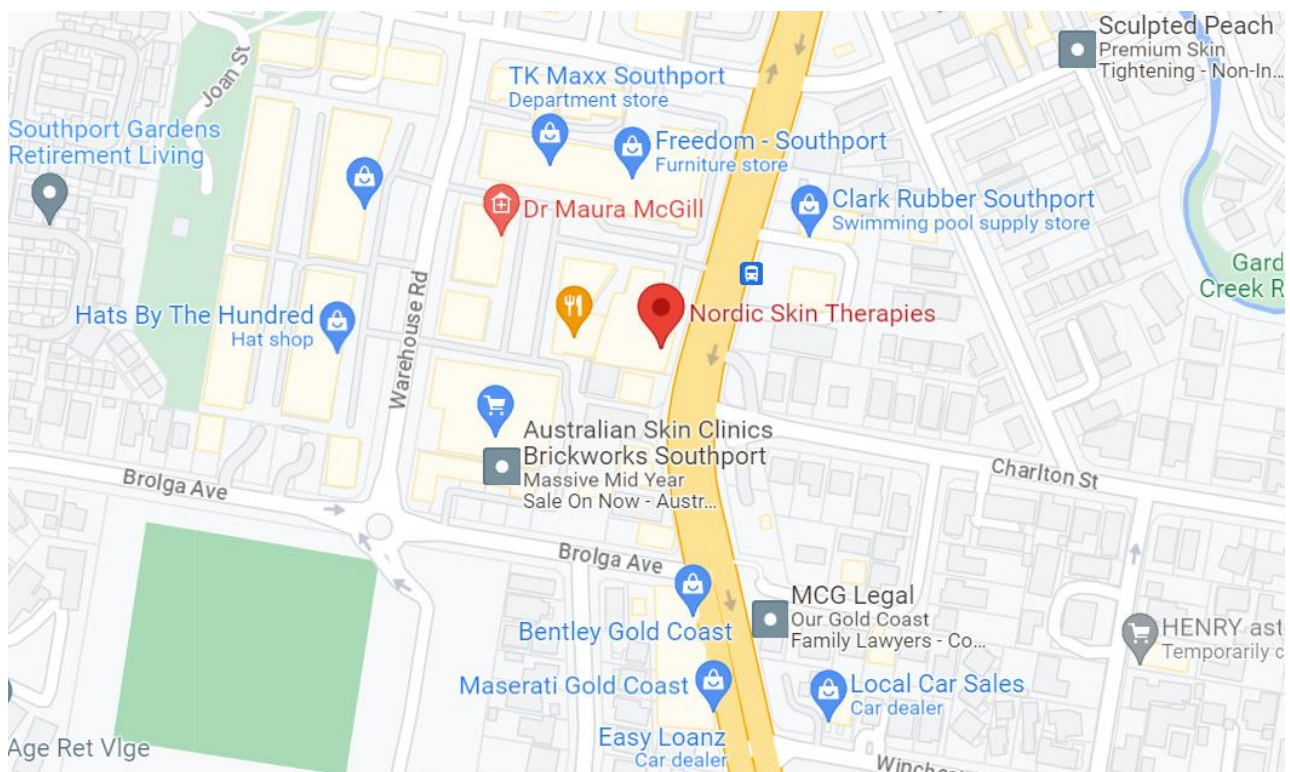 Sculpted Peach
Premium Skin
Tightening - Non-In...
Joan St
TK Maxx Southport
Department store
Southport Gardens
Retirement Living
Freedom - Southport
Furniture store
Dr Maura McGill
Clark Rubber Southport
Swimming pool supply store
Gard
Creek R
Warehouse Rd
Hats By The Hundred
Hat shop
Nordic Skin Therapies
Australian Skin Clinics
Brickworks Southport
Massive Mid Year
Sale On Now - Austr...
Brolga Ave
Charlton St
Brolga Ave
MCG Legal
Our Gold Coast
Family Lawyers - Co...
Bentley Gold Coast
HENRY ast
Temporarily c
Maserati Gold Coast
Local Car Sales
Car dealer
Easy Loanz
Car dealer
Age Ret Vlge
Winches